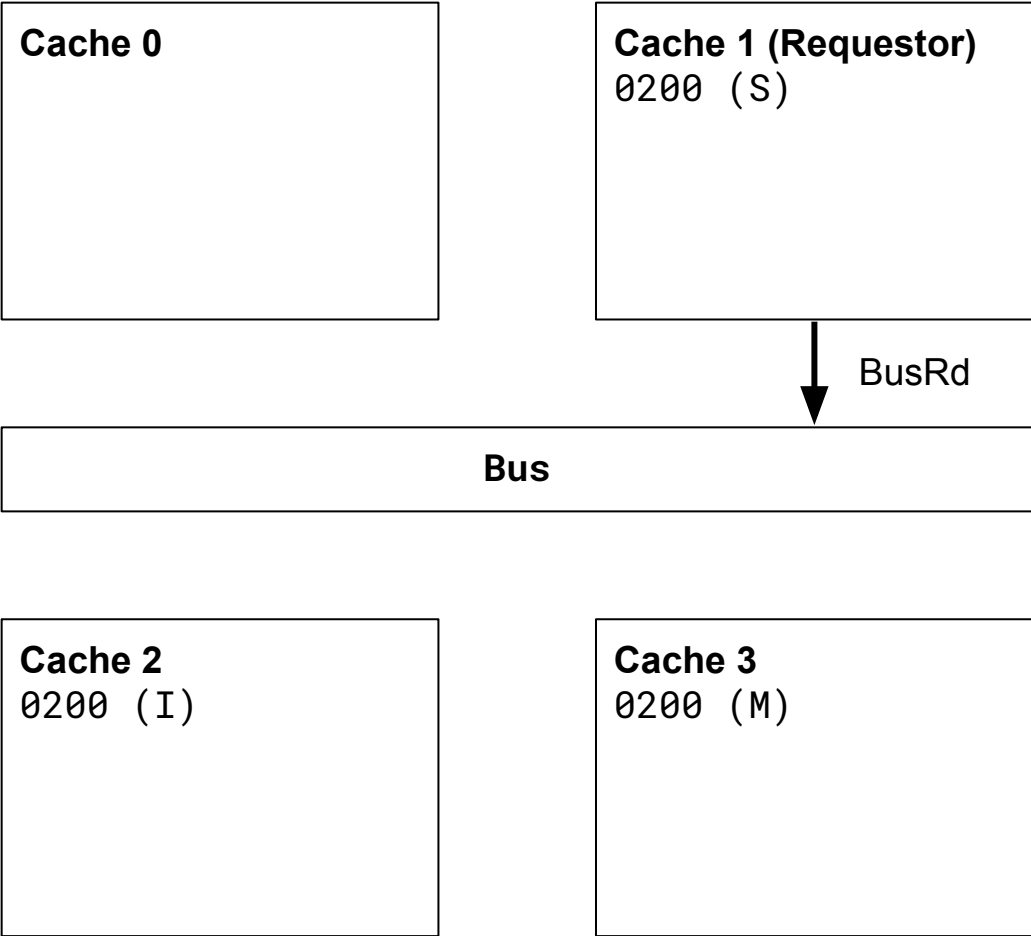 Cache 0
Cache 1 (Requestor)
0200 (S)
BusRd
Bus
Cache 2
0200 (I)
Cache 3
0200 (M)